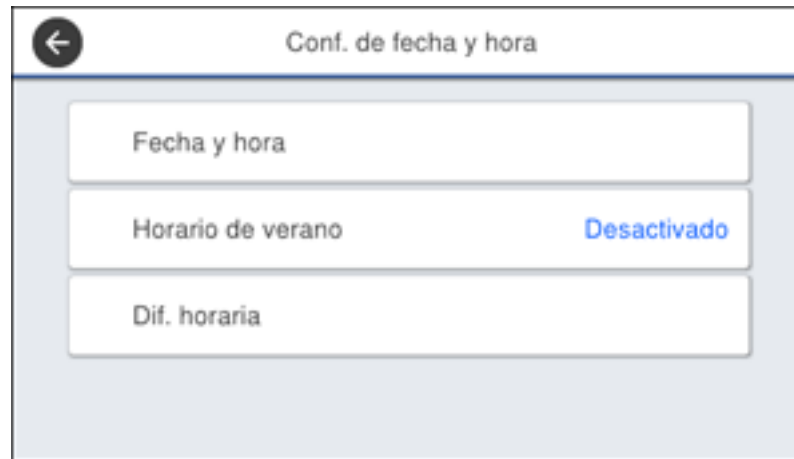 Conf. de fecha y hora
Fecha y hora
Horario de verano Desactivado
Dif. horaria